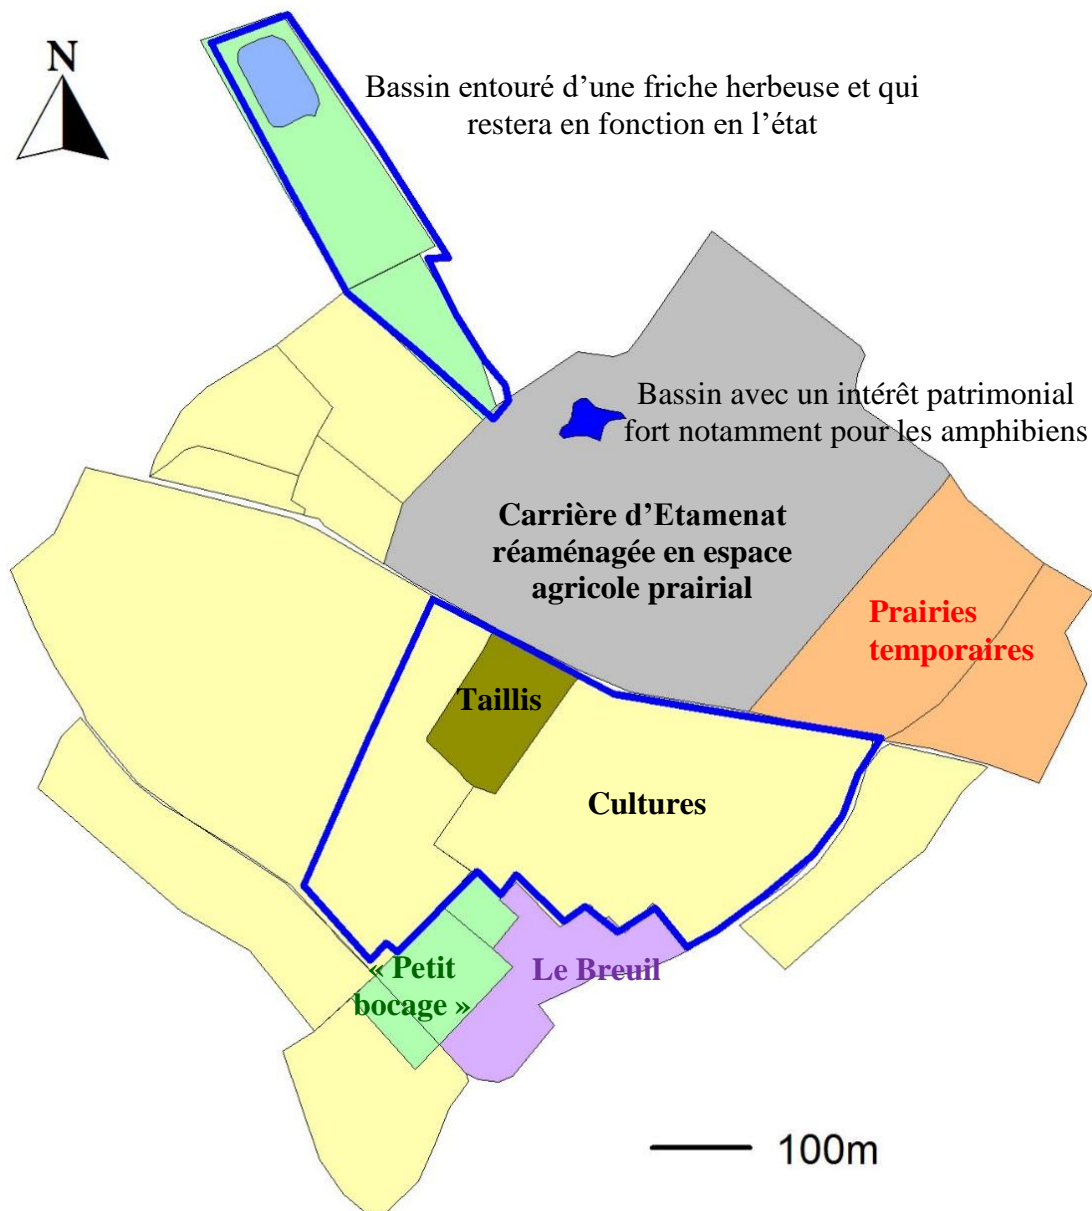 N
Bassin entouré d’une friche herbeuse et qui
restera en fonction en l’état
Bassin avec un intérêt patrimonial
fort notamment pour les amphibiens
Carrière d’Etamenat
réaménagée en espace
agricole prairial
Prairies
temporaires
Taillis
Cultures
« Petit
bocage »
Le Breuil
100m